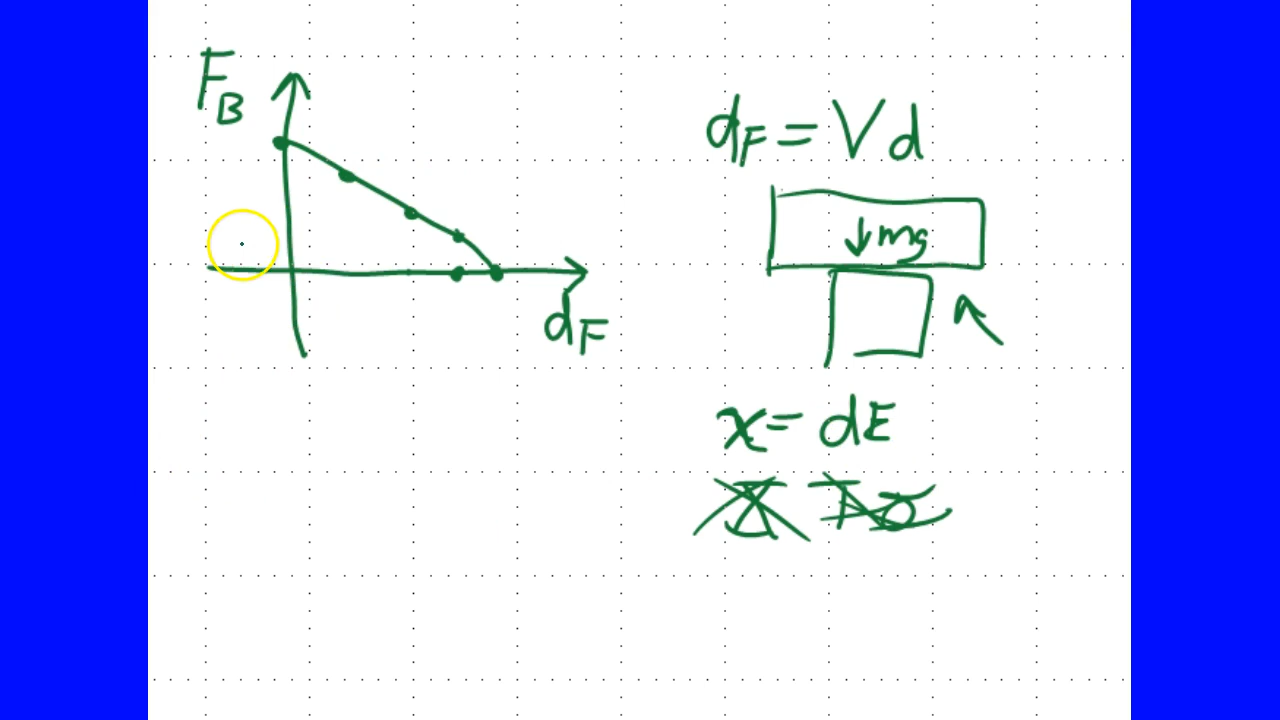 F_B
d_F
d_F = Vd
↓mg
x = dE